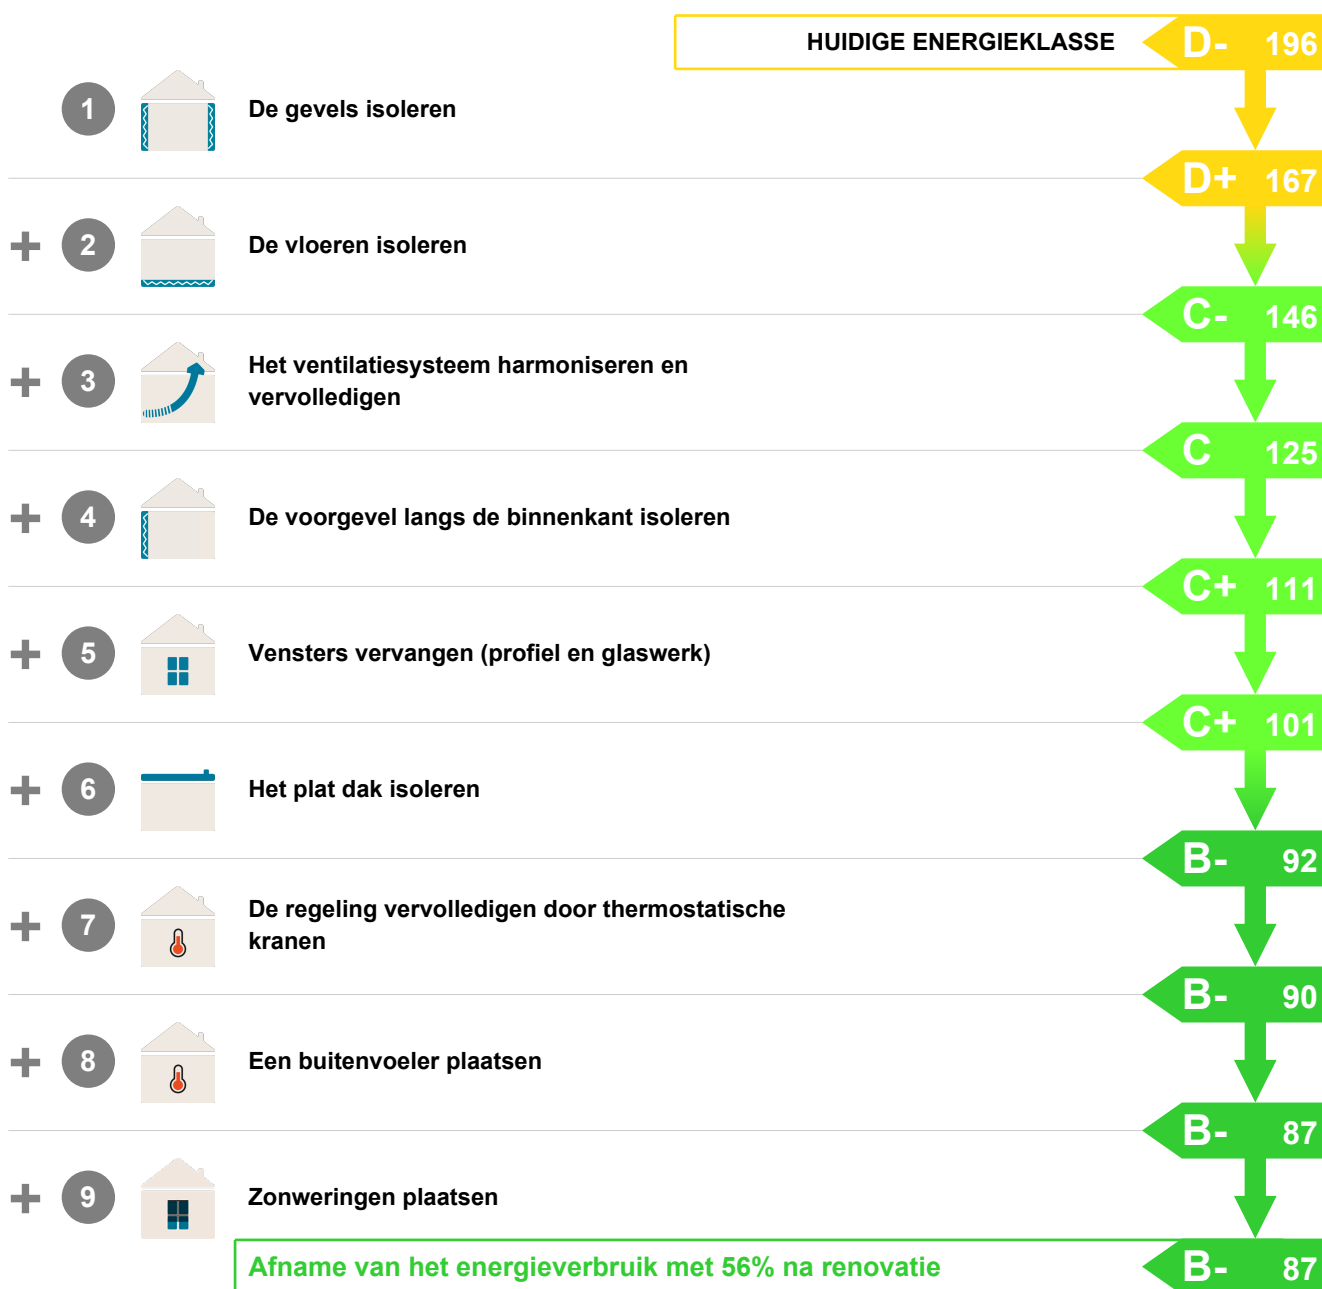 HUIDIGE ENERGIEKLASSE D- 196
1 De gevels isoleren
D+ 167
+ 2 De vloeren isoleren
C- 146
+ 3 Het ventilatiesysteem harmoniseren en
vervolledigen
C 125
+ 4 De voorgevel langs de binnenkant isoleren
C+ 111
+ 5 Vensters vervangen (profiel en glaswerk)
C+ 101
+ 6 Het plat dak isoleren
B- 92
+ 7 De regeling vervolledigen door thermostatische
kranen
B- 90
+ 8 Een buitenvoeler plaatsen
B- 87
+ 9 Zonweringen plaatsen
Afname van het energieverbruik met 56% na renovatie B- 87